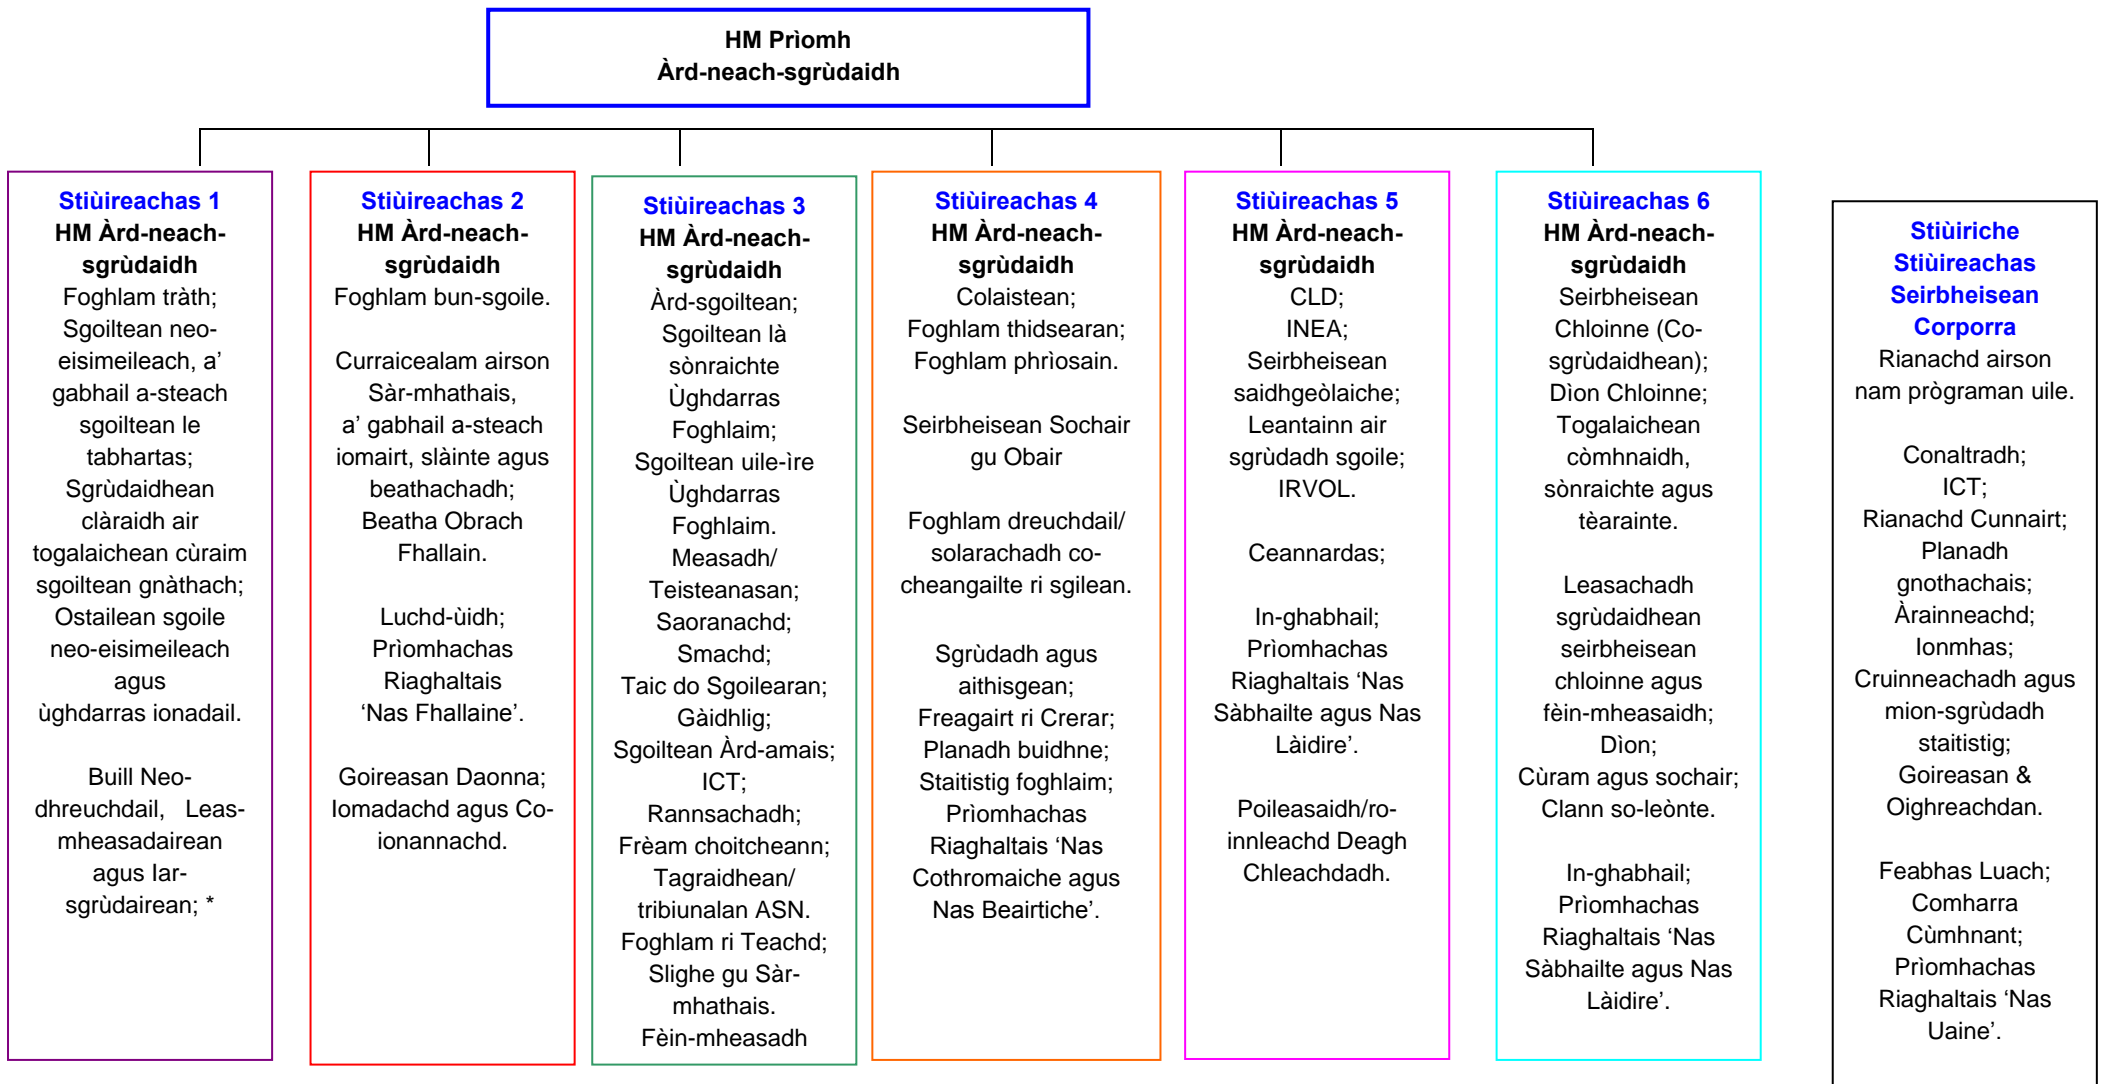 HM Prìomh
Àrd-neach-sgrùdaidh
Stiùireachas 1
HM Àrd-neach-
sgrùdaidh
Foghlam tràth;
Sgoiltean neo-
eisimeileach, a’
gabhail a-steach
sgoiltean le
tabhartas;
Sgrùdaidhean
clàraidh air
togalaichean cùraim
sgoiltean gnàthach;
Ostailean sgoile
neo-eisimeileach
agus
ùghdarras ionadail.
Buill Neo-
dhreuchdail, Leas-
mheasadairean
agus Iar-
sgrùdairean; *
Stiùireachas 2
HM Àrd-neach-
sgrùdaidh
Foghlam bun-sgoile.
Curraicealam airson
Sàr-mhathais,
a’ gabhail a-steach
iomairt, slàinte agus
beathachadh;
Beatha Obrach
Fhallain.
Luchd-ùidh;
Prìomhachas
Riaghaltais
‘Nas Fhallaine’.
Goireasan Daonna;
Iomadachd agus Co-
ionannachd.
Stiùireachas 3
HM Àrd-neach-
sgrùdaidh
Àrd-sgoiltean;
Sgoiltean là
sònraichte
Ùghdarras
Foghlaim;
Sgoiltean uile-ìre
Ùghdarras
Foghlaim.
Measadh/
Teisteanasan;
Saoranachd;
Smachd;
Taic do Sgoilearan;
Gàidhlig;
Sgoiltean Àrd-amais;
ICT;
Rannsachadh;
Frèam choitcheann;
Tagraidhean/
tribiunalan ASN.
Foghlam ri Teachd;
Slighe gu Sàr-
mhathais.
Fèin-mheasadh
Stiùireachas 4
HM Àrd-neach-
sgrùdaidh
Colaistean;
Foghlam thidsearan;
Foghlam phrìosain.
Seirbheisean Sochair
gu Obair
Foghlam dreuchdail/
solarachadh co-
cheangailte ri sgilean.
Sgrùdadh agus
aithisgean;
Freagairt ri Crerar;
Planadh buidhne;
Staitistig foghlaim;
Prìomhachas
Riaghaltais ‘Nas
Cothromaiche agus
Nas Beairtiche’.
Stiùireachas 5
HM Àrd-neach-
sgrùdaidh
CLD;
INEA;
Seirbheisean
saidhgeòlaiche;
Leantainn air
sgrùdadh sgoile;
IRVOL.
Ceannardas;
In-ghabhail;
Prìomhachas
Riaghaltais ‘Nas
Sàbhailte agus Nas
Làidire’.
Poileasaidh/ro-
innleachd Deagh
Chleachdadh.
Stiùireachas 6
HM Àrd-neach-
sgrùdaidh
Seirbheisean
Chloinne (Co-
sgrùdaidhean);
Dìon Chloinne;
Togalaichean
còmhnaidh,
sònraichte agus
tèarainte.
Leasachadh
sgrùdaidhean
seirbheisean
chloinne agus
fèin-mheasaidh;
Dìon;
Cùram agus sochair;
Clann so-leònte.
In-ghabhail;
Prìomhachas
Riaghaltais ‘Nas
Sàbhailte agus Nas
Làidire’.
Stiùiriche
Stiùireachas
Seirbheisean
Corporra
Rianachd airson
nam prògraman uile.
Conaltradh;
ICT;
Rianachd Cunnairt;
Planadh
gnothachais;
Àrainneachd;
Ionmhas;
Cruinneachadh agus
mion-sgrùdadh
staitistig;
Goireasan &
Oighreachdan.
Feabhas Luach;
Comharra
Cùmhnant;
Prìomhachas
Riaghaltais ‘Nas
Uaine’.